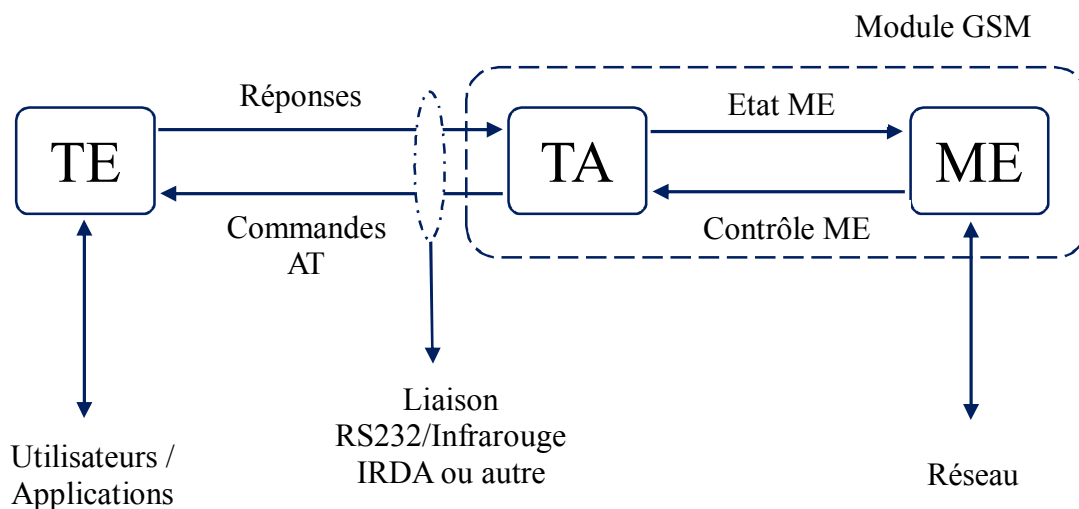 Module GSM
Réponses
Etat ME
TE
TA
ME
Commandes
AT
Contrôle ME
Liaison
RS232/Infrarouge
IRDA ou autre
Utilisateurs /
Applications
Réseau